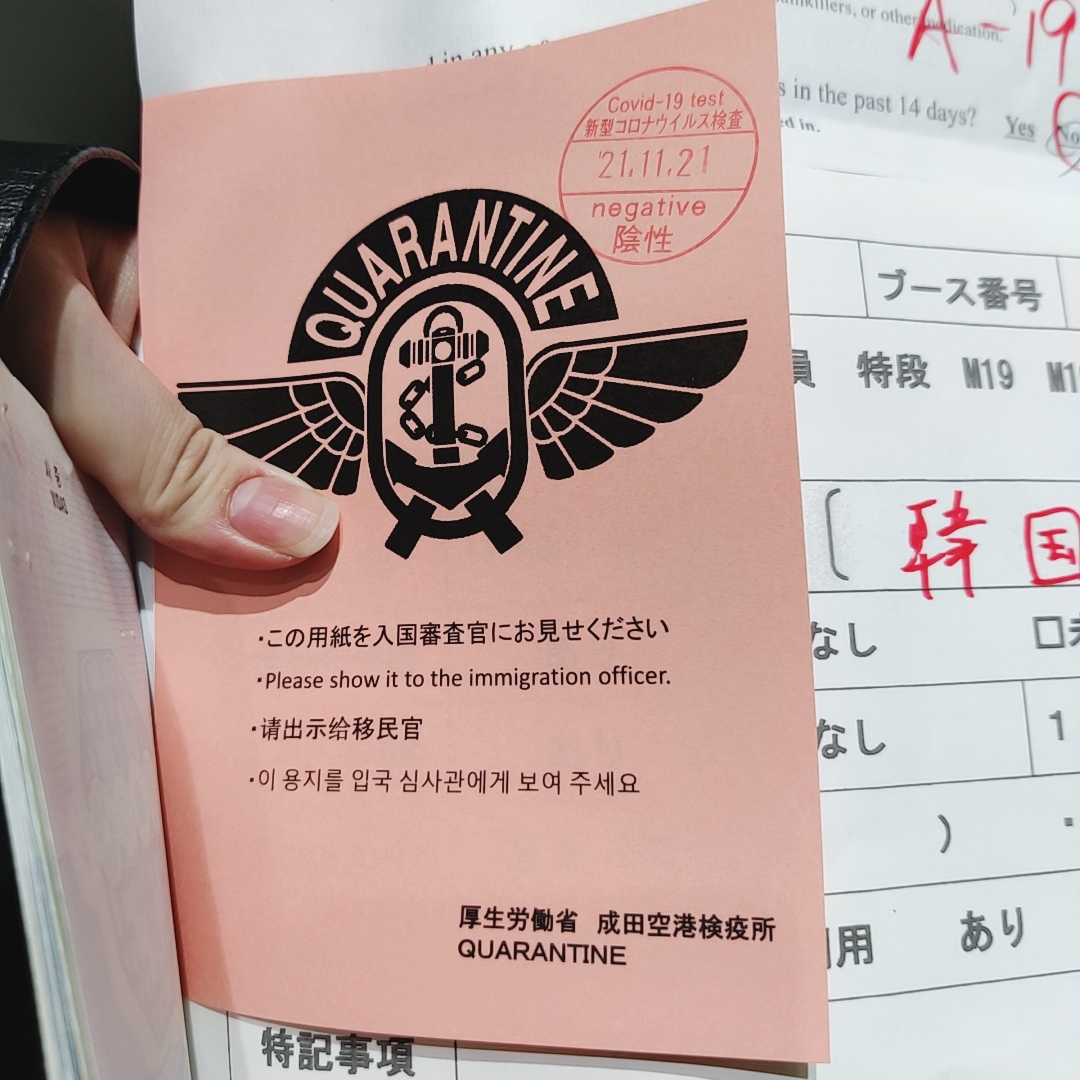 medication.
A-19
in the past 14 days? Yes No
ed in.
Covid-19 test
新型コロナウイルス検査
'21.11.21
negative
陰性
QUARANTINE
ブース番号
員 特段 M19
韓国
なし
なし 1
)
用 あり
・この用紙を入国審査官にお見せください
・Please show it to the immigration officer.
・请出示给移民官
・이 용지를 입국 심사관에게 보여 주세요
厚生労働省 成田空港検疫所
QUARANTINE
特記事項